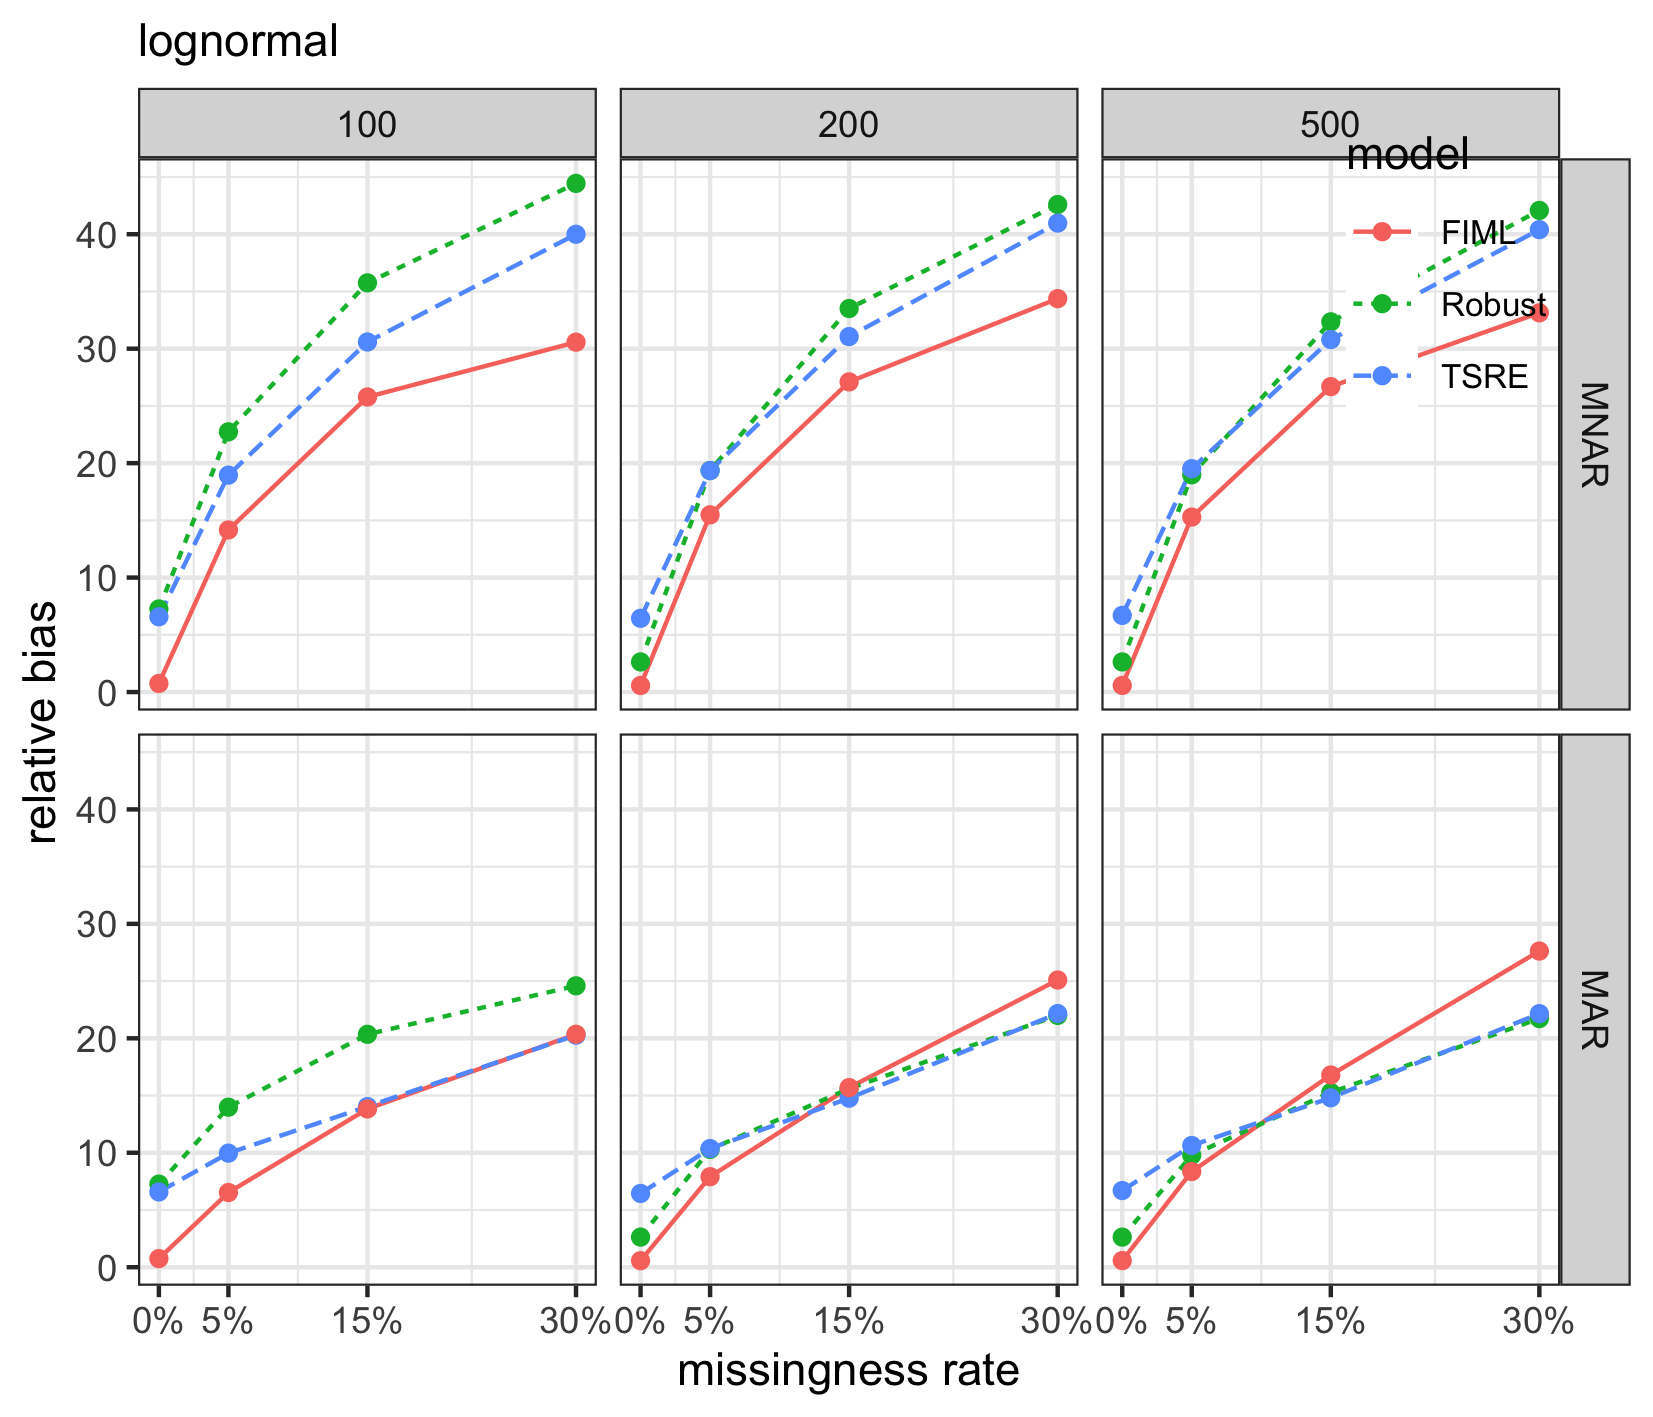 lognormal
100 200 500
model
FIML
Robust
TSRE
MNAR
40
30
20
10
0
relative bias
MAR
40
30
20
10
0
0% 5% 15% 30% 0% 5% 15% 30% 0% 5% 15% 30%
missingness rate